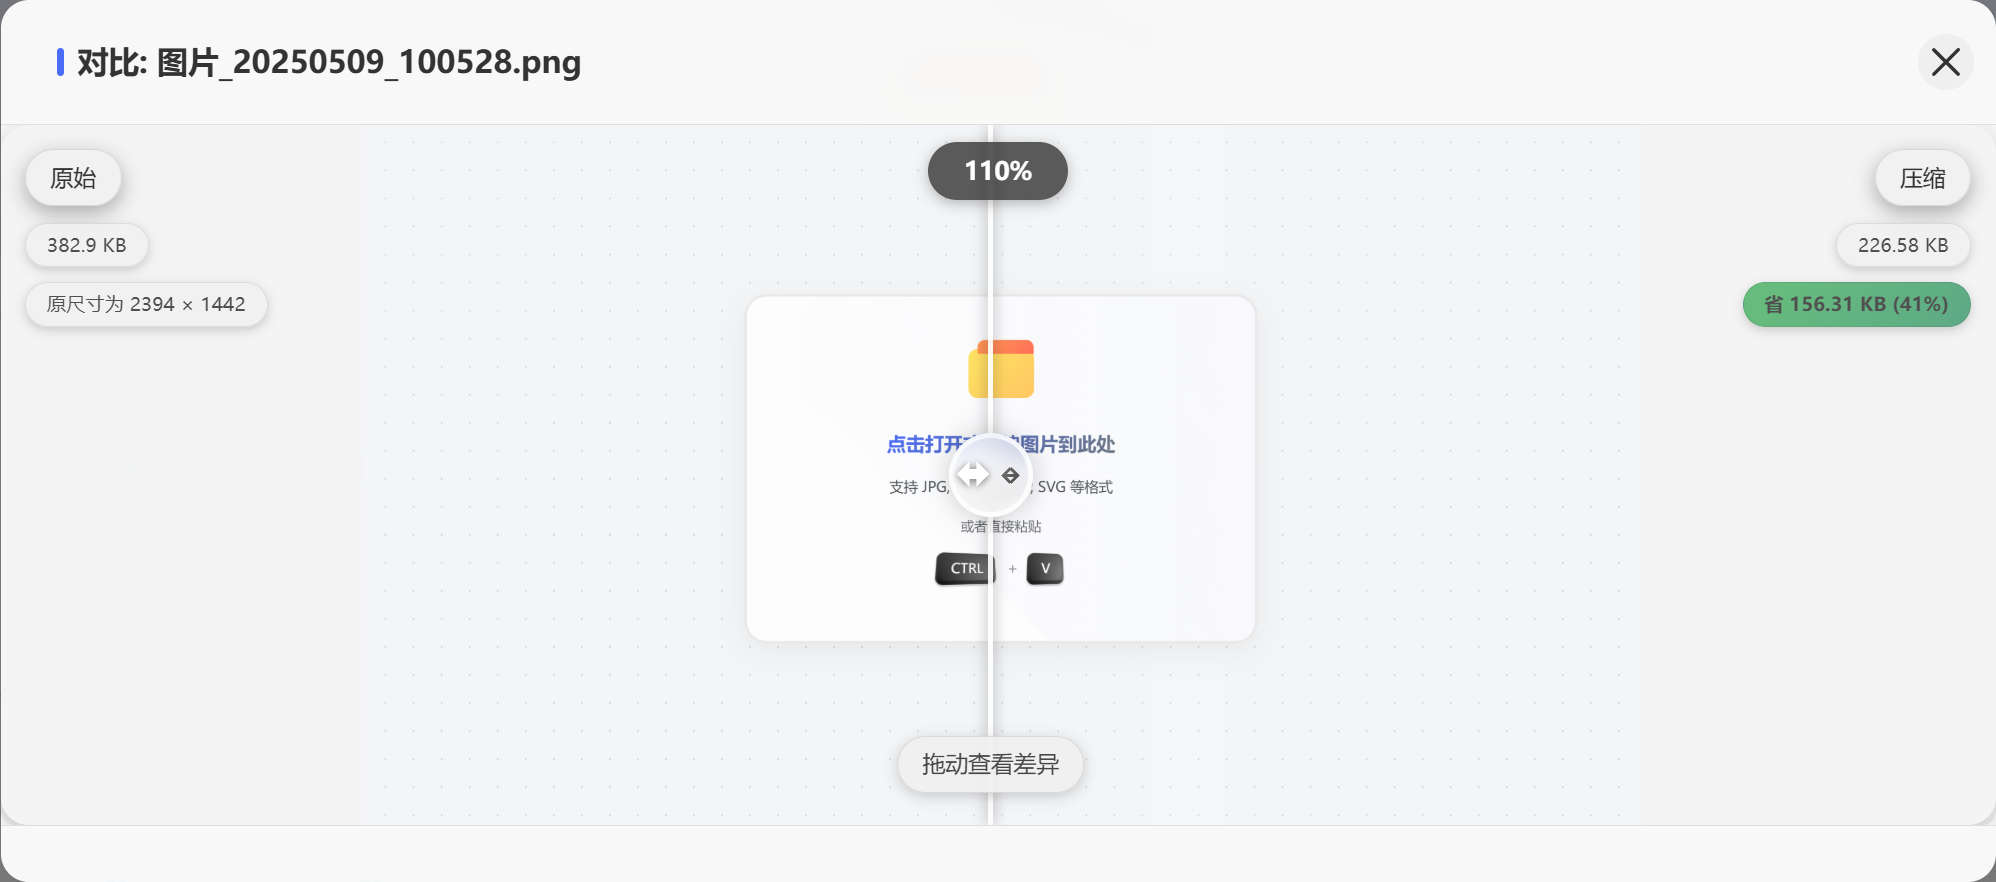 对比: 图片_20250509_100528.png
原始
382.9 KB
原尺寸为 2394 × 1442
110%
压缩
226.58 KB
省 156.31 KB (41%)
点击打开 图片到此处
支持 JPG, SVG 等格式
或者直接粘贴
CTRL + V
拖动查看差异